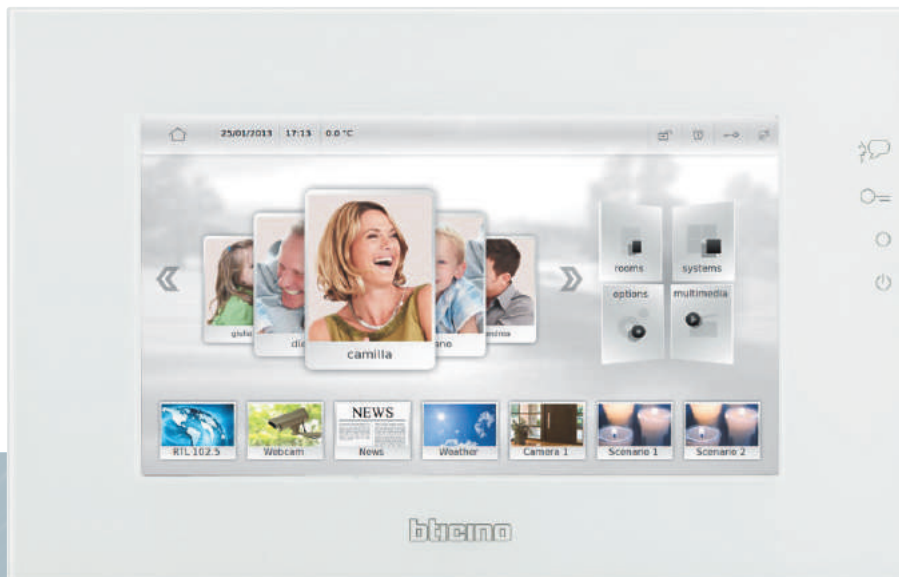 25/01/2013 17:13 0.0 °C
rooms systems
options multimedia
camilla
NEWS
RTL 102.5 Webcam News Weather Camera 1 Scenario 1 Scenario 2
bticino